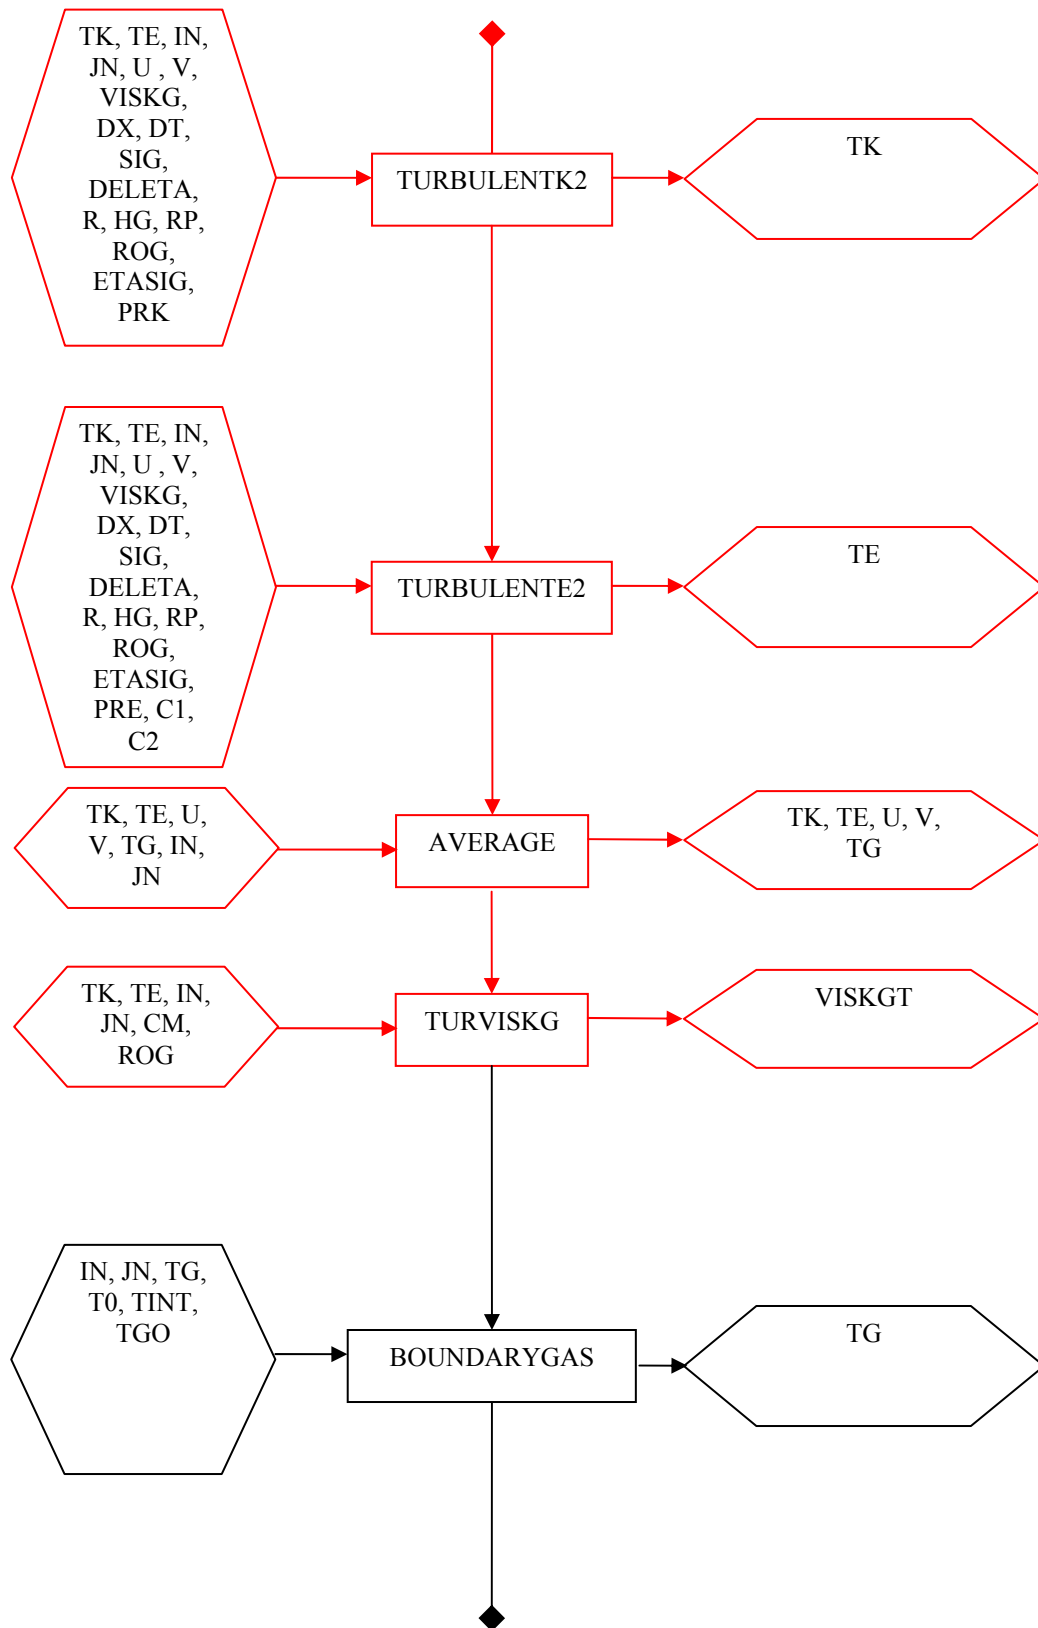 TK, TE, IN,
JN, U , V,
VISKG,
DX, DT,
SIG,
DELETA,
R, HG, RP,
ROG,
ETASIG,
PRK
TURBULENTK2
TK
TK, TE, IN,
JN, U , V,
VISKG,
DX, DT,
SIG,
DELETA,
R, HG, RP,
ROG,
ETASIG,
PRE, C1,
C2
TURBULENTE2
TE
TK, TE, U,
V, TG, IN,
JN
AVERAGE
TK, TE, U, V,
TG
TK, TE, IN,
JN, CM,
ROG
TURVISKG
VISKGT
IN, JN, TG,
T0, TINT,
TGO
BOUNDARYGAS
TG